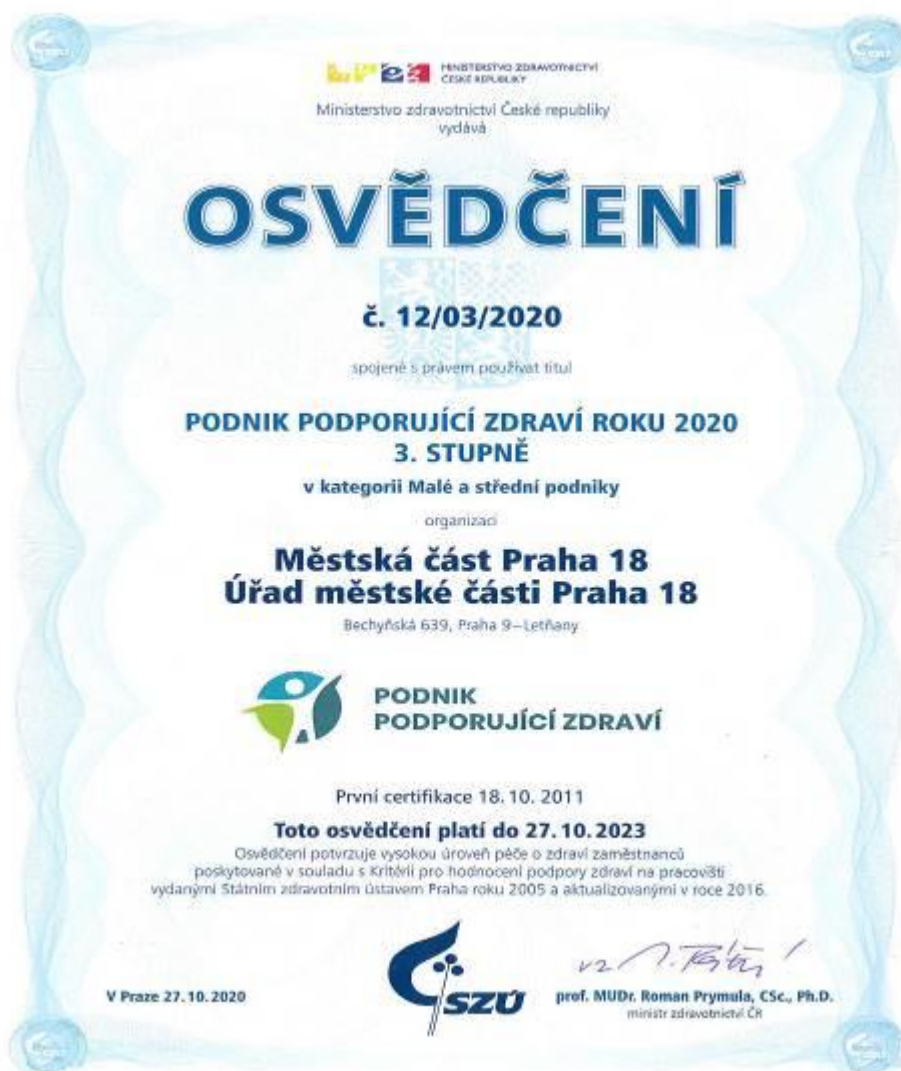 MINISTERSTVO ZDRAVOTNICTVÍ
ČESKÉ REPUBLIKY
Ministerstvo zdravotnictví České republiky
vydává
OSVĚDČENÍ
č. 12/03/2020
spojené s právem používat titul
PODNIK PODPORUJÍCÍ ZDRAVÍ ROKU 2020
3. STUPNĚ
v kategorii Malé a střední podniky
organizaci
Městská část Praha 18
Úřad městské části Praha 18
Bechyňská 639, Praha 9–Letňany
PODNIK
PODPORUJÍCÍ ZDRAVÍ
První certifikace 18. 10. 2011
Toto osvědčení platí do 27. 10. 2023
Osvědčení potvrzuje vysokou úroveň péče o zdraví zaměstnanců
poskytované v souladu s Kritérii pro hodnocení podpory zdraví na pracovišti
vydanými Státním zdravotním ústavem Praha roku 2005 a aktualizovanými v roce 2016.
V Praze 27. 10. 2020
SZÚ
vz
prof. MUDr. Roman Prymula, CSc., Ph.D.
ministr zdravotnictví ČR